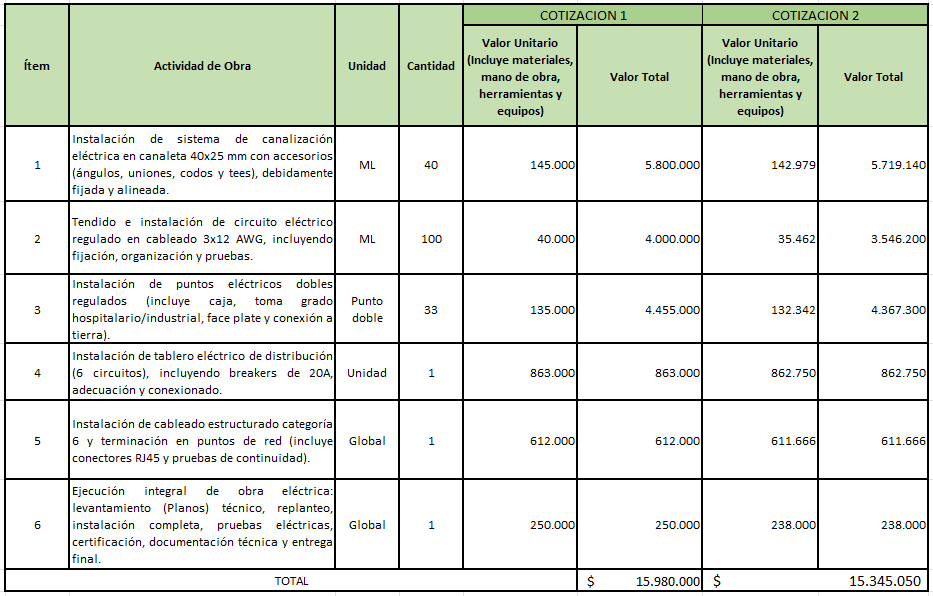 COTIZACION 1
COTIZACION 2
Ítem
Actividad de Obra
Unidad
Cantidad
Valor Unitario
(Incluye materiales,
mano de obra,
herramientas y
equipos)
Valor Total
Valor Unitario
(Incluye materiales,
mano de obra,
herramientas y
equipos)
Valor Total
1
Instalación de sistema de canalización
eléctrica en canaleta 40x25 mm con accesorios
(ángulos, uniones, codos y tees), debidamente
fijada y alineada.
ML
40
145.000
5.800.000
142.979
5.719.140
2
Tendido e instalación de circuito eléctrico
regulado en cableado 3x12 AWG, incluyendo
fijación, organización y pruebas.
ML
100
40.000
4.000.000
35.462
3.546.200
3
Instalación de puntos eléctricos dobles
regulados (incluye caja, toma grado
hospitalario/industrial, face plate y conexión a
tierra).
Punto
doble
33
135.000
4.455.000
132.342
4.367.300
4
Instalación de tablero eléctrico de distribución
(6 circuitos), incluyendo breakers de 20A,
adecuación y conexionado.
Unidad
1
863.000
863.000
862.750
862.750
5
Instalación de cableado estructurado categoría
6 y terminación en puntos de red (incluye
conectores RJ45 y pruebas de continuidad).
Global
1
612.000
612.000
611.666
611.666
6
Ejecución integral de obra eléctrica:
levantamiento (Planos) técnico, replanteo,
instalación completa, pruebas eléctricas,
certificación, documentación técnica y entrega
final.
Global
1
250.000
250.000
238.000
238.000
TOTAL
$ 15.980.000
$ 15.345.050